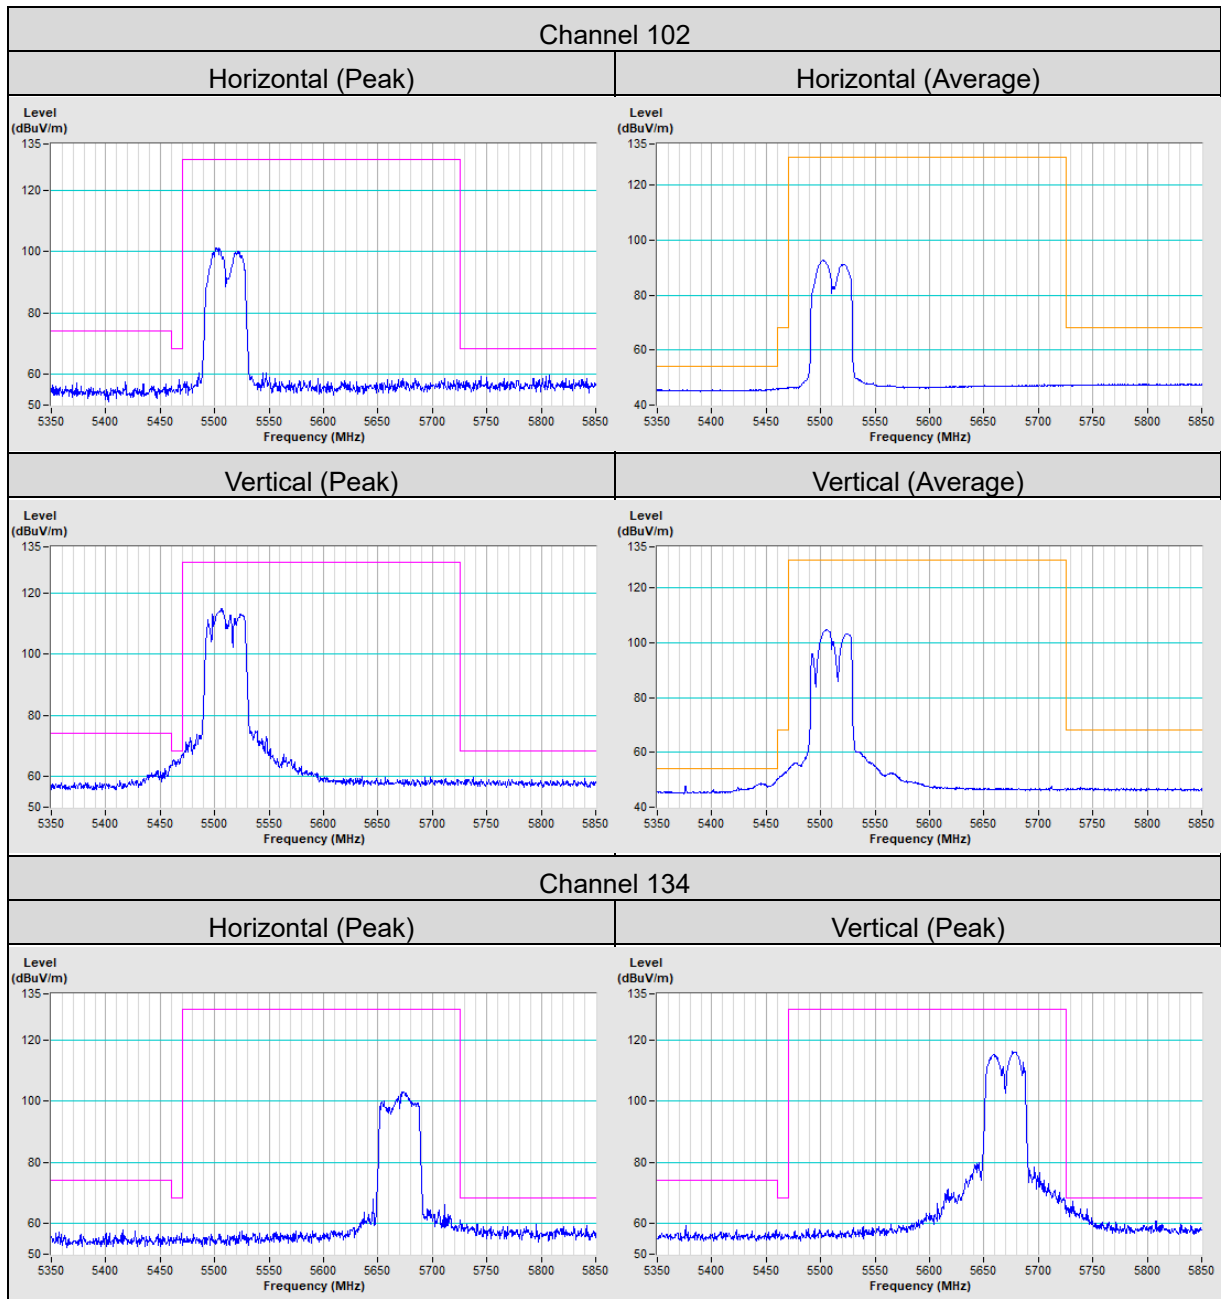 Channel 102
Horizontal (Peak) Horizontal (Average)
Level
(dBuV/m)
135
120
100
80
60
50
5350 5400 5450 5500 5550 5600 5650 5700 5750 5800 5850
Frequency (MHz)
Level
(dBuV/m)
135
120
100
80
60
40
5350 5400 5450 5500 5550 5600 5650 5700 5750 5800 5850
Frequency (MHz)
Vertical (Peak) Vertical (Average)
Level
(dBuV/m)
135
120
100
80
60
50
5350 5400 5450 5500 5550 5600 5650 5700 5750 5800 5850
Frequency (MHz)
Level
(dBuV/m)
135
120
100
80
60
40
5350 5400 5450 5500 5550 5600 5650 5700 5750 5800 5850
Frequency (MHz)
Channel 134
Horizontal (Peak) Vertical (Peak)
Level
(dBuV/m)
135
120
100
80
60
50
5350 5400 5450 5500 5550 5600 5650 5700 5750 5800 5850
Frequency (MHz)
Level
(dBuV/m)
135
120
100
80
60
50
5350 5400 5450 5500 5550 5600 5650 5700 5750 5800 5850
Frequency (MHz)